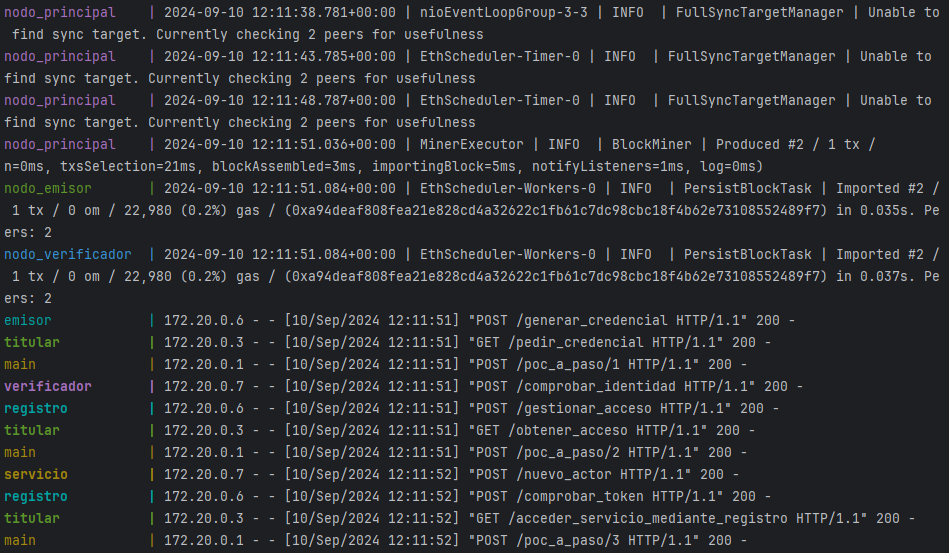 nodo_principal | 2024-09-10 12:11:38.781+00:00 | nioEventLoopGroup-3-3 | INFO | FullSyncTargetManager | Unable to
find sync target. Currently checking 2 peers for usefulness
nodo_principal | 2024-09-10 12:11:43.785+00:00 | EthScheduler-Timer-0 | INFO | FullSyncTargetManager | Unable to
find sync target. Currently checking 2 peers for usefulness
nodo_principal | 2024-09-10 12:11:48.787+00:00 | EthScheduler-Timer-0 | INFO | FullSyncTargetManager | Unable to
find sync target. Currently checking 2 peers for usefulness
nodo_principal | 2024-09-10 12:11:51.036+00:00 | MinerExecutor | INFO | BlockMiner | Produced #2 / 1 tx /
n=0ms, txsSelection=21ms, blockAssembled=3ms, importingBlock=5ms, notifyListeners=1ms, log=0ms)
nodo_emisor | 2024-09-10 12:11:51.084+00:00 | EthScheduler-Workers-0 | INFO | PersistBlockTask | Imported #2 /
1 tx / 0 om / 22,980 (0.2%) gas / (0xa94deaf808fea21e828cd4a32622c1fb61c7dc98cbc18f4b62e73108552489f7) in 0.035s. Pe
ers: 2
nodo_verificador | 2024-09-10 12:11:51.084+00:00 | EthScheduler-Workers-0 | INFO | PersistBlockTask | Imported #2 /
1 tx / 0 om / 22,980 (0.2%) gas / (0xa94deaf808fea21e828cd4a32622c1fb61c7dc98cbc18f4b62e73108552489f7) in 0.037s. Pe
ers: 2
emisor | 172.20.0.6 - - [10/Sep/2024 12:11:51] "POST /generar_credencial HTTP/1.1" 200 -
titular | 172.20.0.3 - - [10/Sep/2024 12:11:51] "GET /pedir_credencial HTTP/1.1" 200 -
main | 172.20.0.1 - - [10/Sep/2024 12:11:51] "POST /poc_a_paso/1 HTTP/1.1" 200 -
verificador | 172.20.0.7 - - [10/Sep/2024 12:11:51] "POST /comprobar_identidad HTTP/1.1" 200 -
registro | 172.20.0.6 - - [10/Sep/2024 12:11:51] "POST /gestionar_acceso HTTP/1.1" 200 -
titular | 172.20.0.3 - - [10/Sep/2024 12:11:51] "GET /obtener_acceso HTTP/1.1" 200 -
main | 172.20.0.1 - - [10/Sep/2024 12:11:51] "POST /poc_a_paso/2 HTTP/1.1" 200 -
servicio | 172.20.0.7 - - [10/Sep/2024 12:11:52] "POST /nuevo_actor HTTP/1.1" 200 -
registro | 172.20.0.6 - - [10/Sep/2024 12:11:52] "POST /comprobar_token HTTP/1.1" 200 -
titular | 172.20.0.3 - - [10/Sep/2024 12:11:52] "GET /acceder_servicio_mediante_registro HTTP/1.1" 200 -
main | 172.20.0.1 - - [10/Sep/2024 12:11:52] "POST /poc_a_paso/3 HTTP/1.1" 200 -